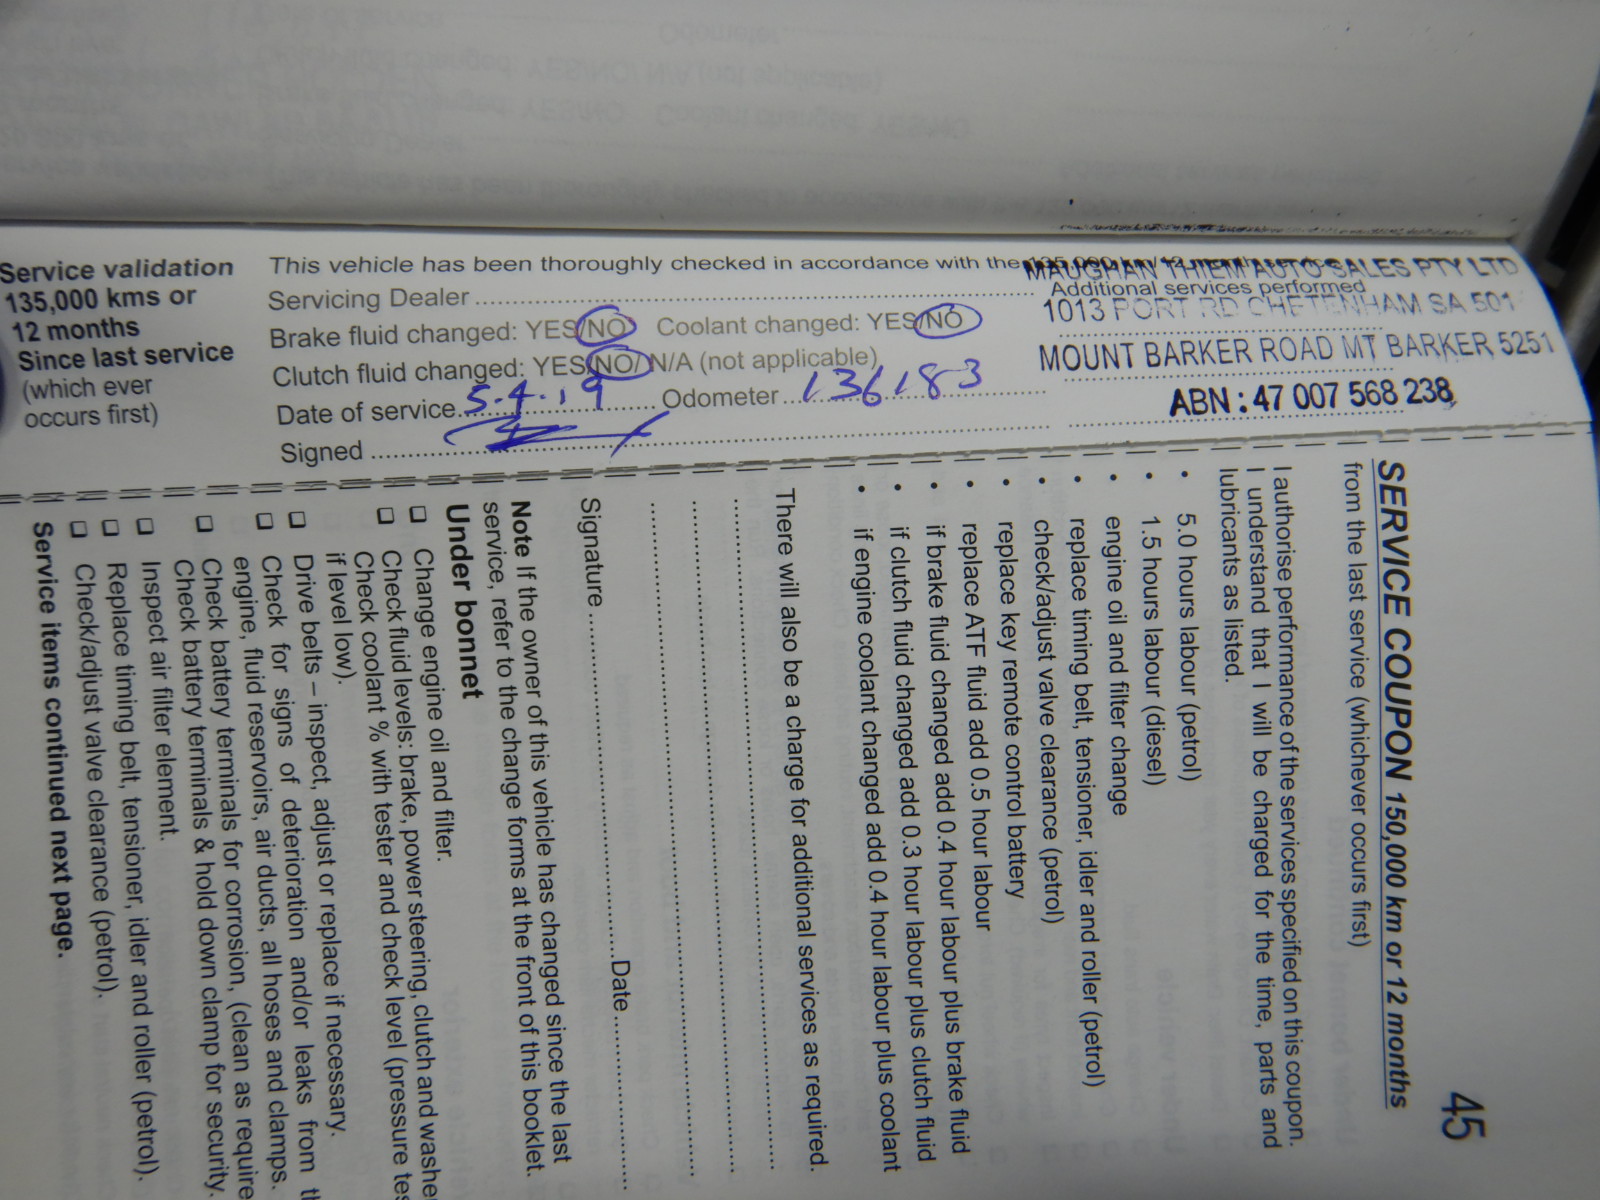 Service validation
135,000 kms or
12 months
Since last service
(which ever
occurs first)
This vehicle has been thoroughly checked in accordance with the 135,000 km/12 month
Servicing Dealer
Brake fluid changed: YES/NO Coolant changed: YES/NO
Clutch fluid changed: YES/NO/ N/A (not applicable)
Date of service 5.4.19 Odometer 136183
Signed
Additional services performed
MAUGHAN THIEM AUTO SALES PTY LTD
1013 PORT RD CHETENHAM SA 501
MOUNT BARKER ROAD MT BARKER 5251
ABN : 47 007 568 238
45
SERVICE COUPON 150,000 km or 12 months
from the last service (whichever occurs first)
I authorise performance of the services specified on this coupon.
I understand that I will be charged for the time, parts and
lubricants as listed.
• 5.0 hours labour (petrol)
• 1.5 hours labour (diesel)
• engine oil and filter change
• replace timing belt, tensioner, idler and roller (petrol)
• check/adjust valve clearance (petrol)
• replace key remote control battery
• replace ATF fluid add 0.5 hour labour
• if brake fluid changed add 0.4 hour labour plus brake fluid
• if clutch fluid changed add 0.3 hour labour plus clutch fluid
• if engine coolant changed add 0.4 hour labour plus coolant
There will also be a charge for additional services as required.
Signature Date
Note If the owner of this vehicle has changed since the last
service, refer to the change forms at the front of this booklet.
Under bonnet
❑ Change engine oil and filter.
❑ Check fluid levels: brake, power steering, clutch and washe
❑ Check coolant % with tester and check level (pressure tes
if level low).
❑ Drive belts – inspect, adjust or replace if necessary.
❑ Check for signs of deterioration and/or leaks from th
engine, fluid reservoirs, air ducts, all hoses and clamps.
❑ Check battery terminals for corrosion, (clean as require
Check battery terminals & hold down clamp for security.
❑ Inspect air filter element.
❑ Replace timing belt, tensioner, idler and roller (petrol).
❑ Check/adjust valve clearance (petrol).
Service items continued next page.